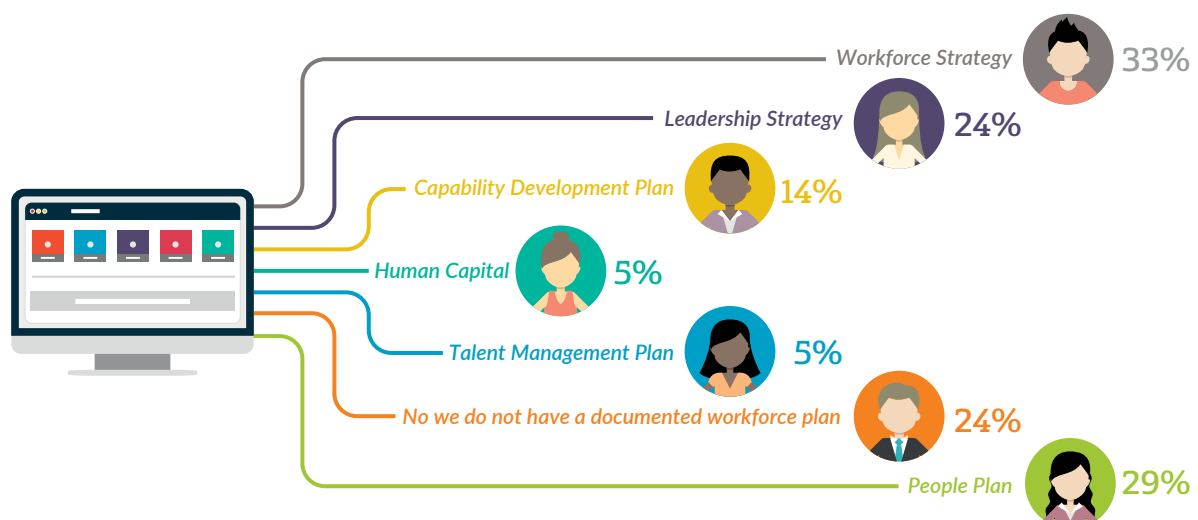 Workforce Strategy 33%
Leadership Strategy 24%
Capability Development Plan 14%
Human Capital 5%
Talent Management Plan 5%
No we do not have a documented workforce plan 24%
People Plan 29%